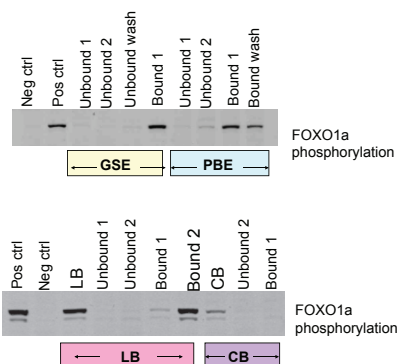 Neg ctrl
Pos ctrl
Unbound 1
Unbound 2
Unbound wash
Bound 1
Unbound 1
Unbound 2
Bound 1
Bound wash
FOXO1a
phosphorylation
GSE
PBE
Pos ctrl
Neg ctrl
LB
Unbound 1
Unbound 2
Bound 1
Bound 2
CB
Unbound 2
Bound 1
FOXO1a
phosphorylation
LB
CB